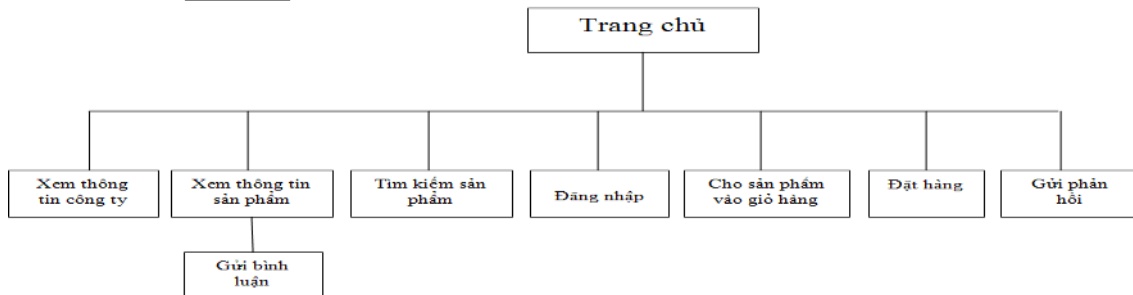 Trang chủ
Xem thông
tin công ty
Xem thông tin
sản phẩm
Tìm kiếm sản
phẩm
Đăng nhập
Cho sản phẩm
vào giỏ hàng
Đặt hàng
Gửi phản
hồi
Gửi bình
luận